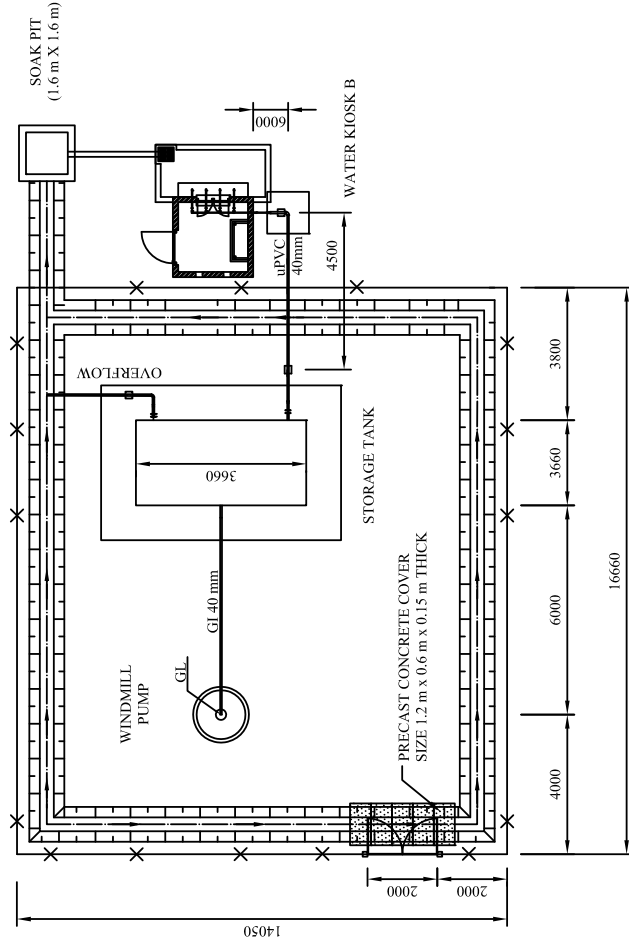 SOAK PIT
(1.6 m X 1.6 m)
6000
WATER KIOSK B
uPVC
40mm
4500
OVERFLOW
3660
STORAGE TANK
GI 40 mm
GL
WINDMILL
PUMP
PRECAST CONCRETE COVER
SIZE 1.2 m x 0.6 m x 0.15 m THICK
3800
3660
6000
4000
16660
2000
2000
14050